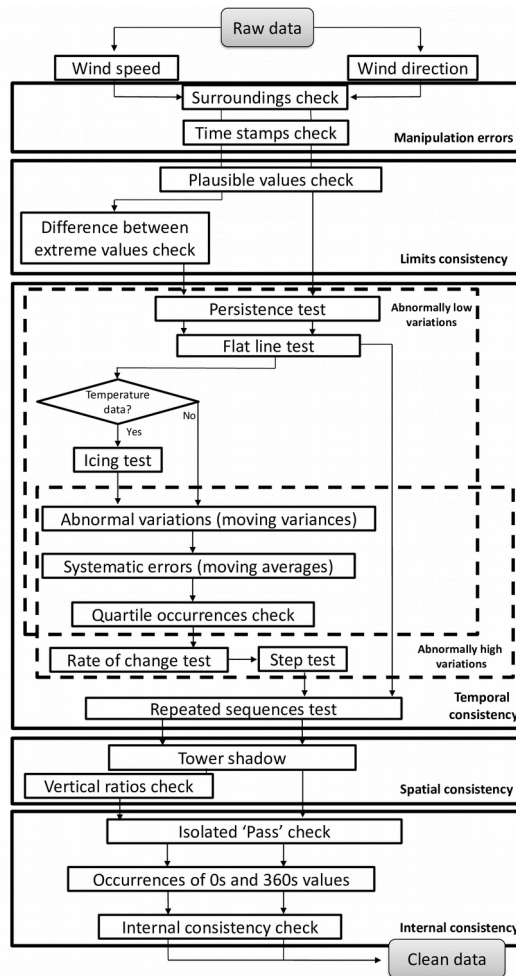 Raw data
Wind speed
Wind direction
Surroundings check
Time stamps check
Manipulation errors
Plausible values check
Difference between
extreme values check
Limits consistency
Persistence test
Abnormally low
variations
Flat line test
Temperature
data?
No
Yes
Icing test
Abnormal variations (moving variances)
Systematic errors (moving averages)
Quartile occurrences check
Abnormally high
variations
Rate of change test
Step test
Temporal
consistency
Repeated sequences test
Tower shadow
Vertical ratios check
Spatial consistency
Isolated ‘Pass’ check
Occurrences of 0s and 360s values
Internal consistency check
Internal consistency
Clean data